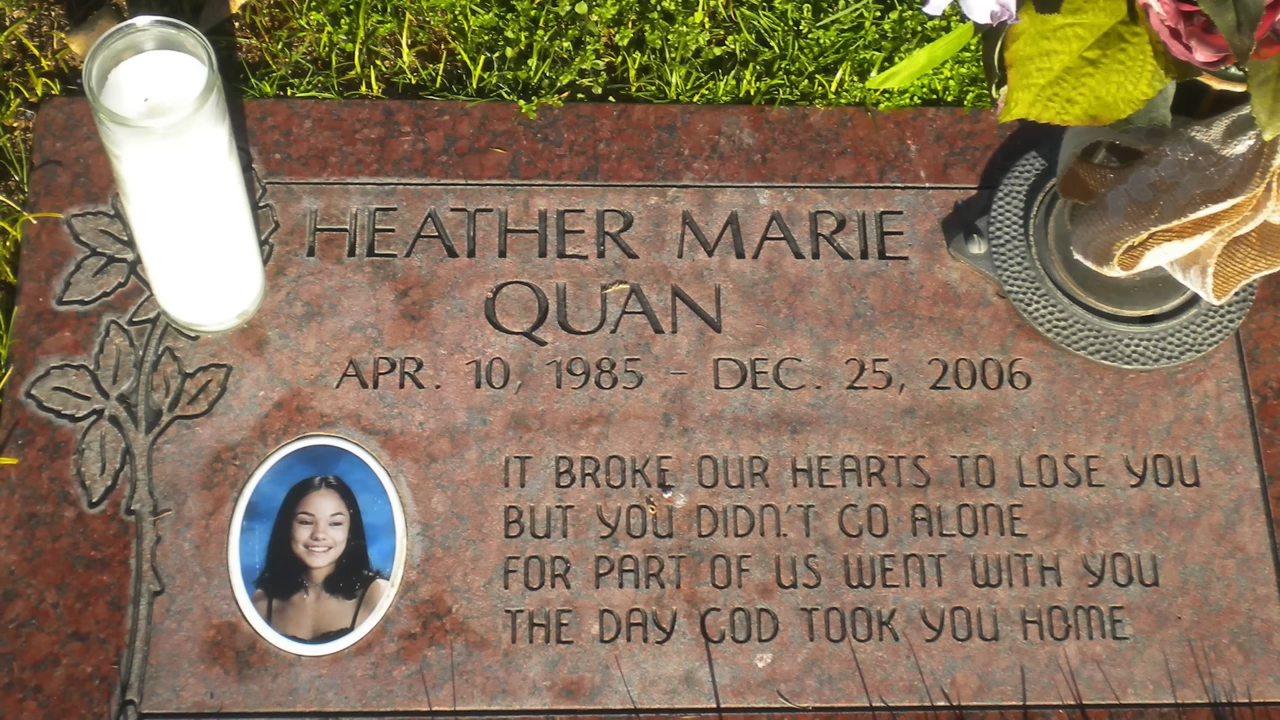 HEATHER MARIE
QUAN
APR. 10, 1985 - DEC. 25, 2006
IT BROKE OUR HEARTS TO LOSE YOU
BUT YOU DIDN'T GO ALONE
FOR PART OF US WENT WITH YOU
THE DAY GOD TOOK YOU HOME